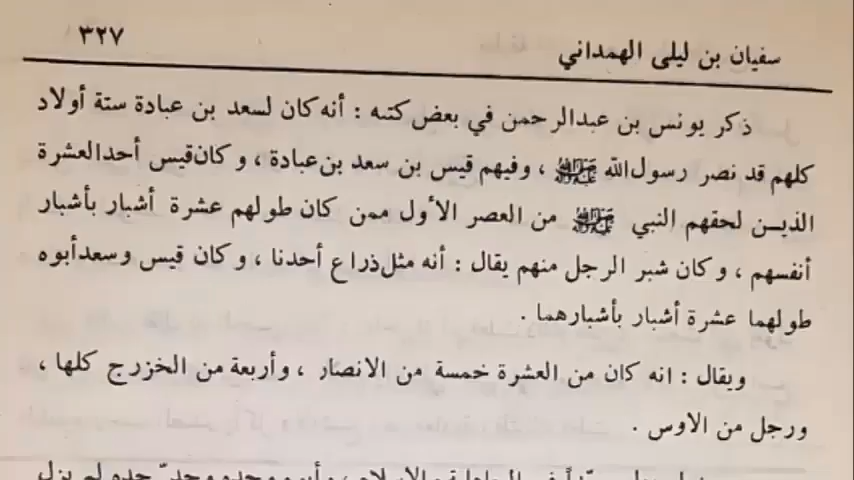 سفيان بن ليلى الهمداني ٣٢٧
ذكر يونس بن عبدالرحمن في بعض كتبه : أنه كان لسعد بن عبادة ستة أولاد
كلهم قد نصر رسول الله ﷺ ، وفيهم قيس بن سعد بن عبادة ، و كان قيس أحد العشرة
الذيـن لحقهم النبي ﷺ من العصر الأول ممن كان طولهم عشرة أشبار بأشبار
أنفسهم ، و كان شبر الرجل منهم يقال : أنه مثل ذراع أحدنا ، و كان قيس وسعد أبوه
طولهما عشرة أشبار بأشبارهما .
ويقال : انه كان من العشرة خمسة من الانصار ، وأربعة من الخزرج كلها ،
ورجل من الاوس .